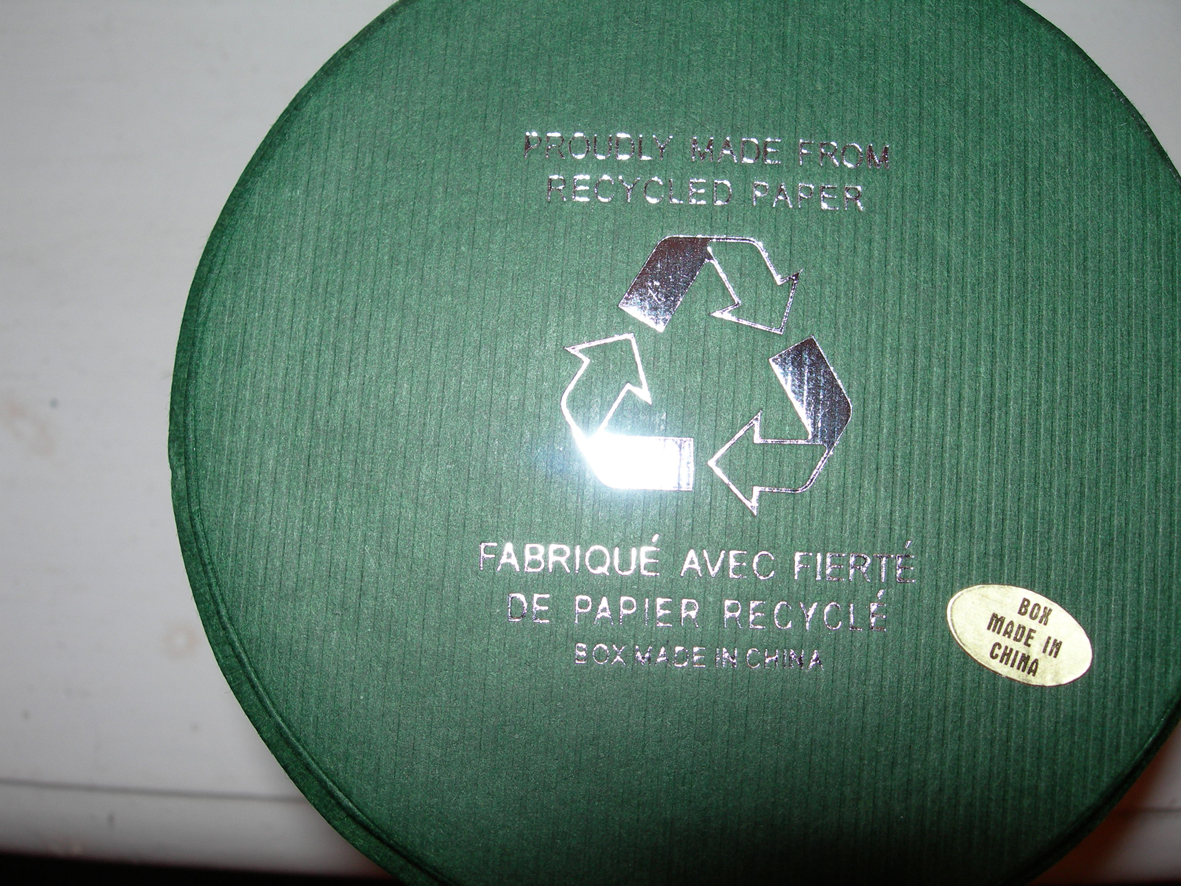 PROUDLY MADE FROM
RECYCLED PAPER
FABRIQUÉ AVEC FIERTÉ
DE PAPIER RECYCLÉ
BOX MADE IN CHINA
BOX
MADE IN
CHINA